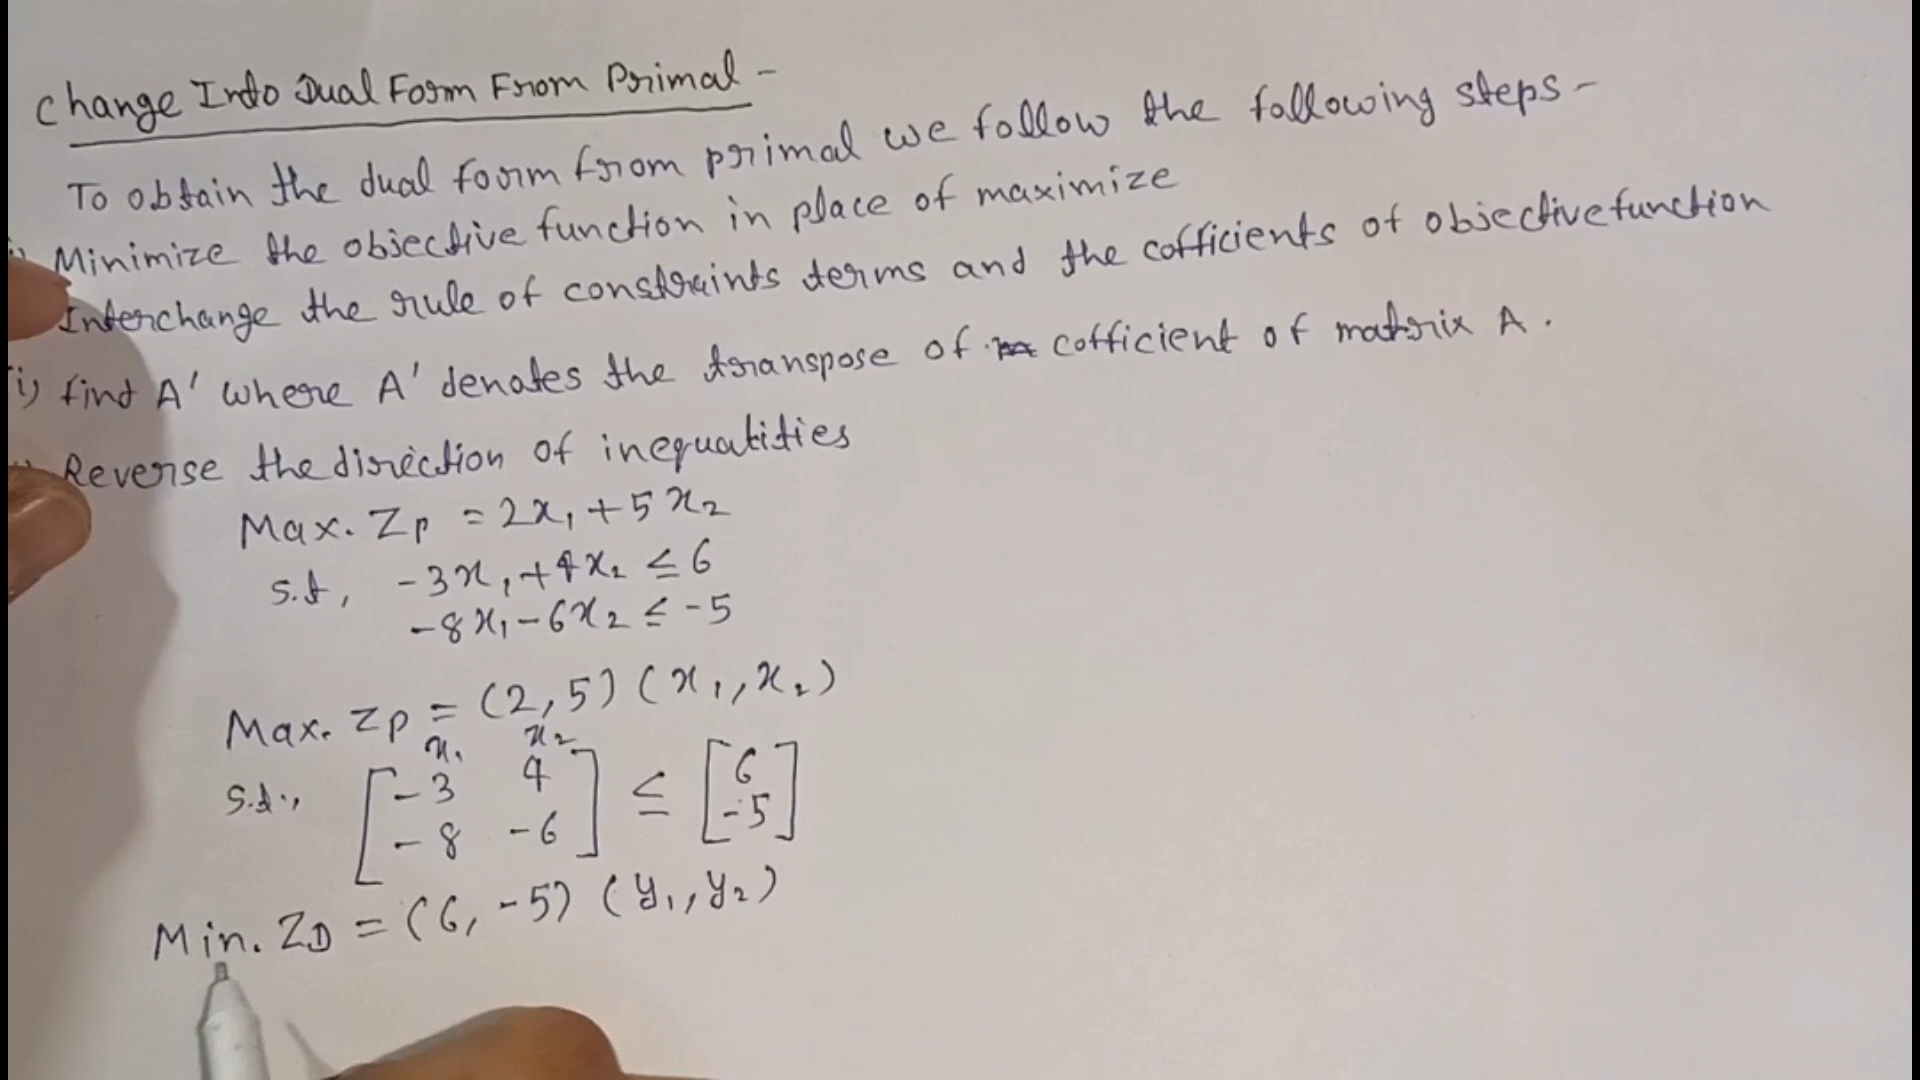 Change Into Dual Form From Primal -
To obtain the dual form from primal we follow the following steps -
Minimize the objective function in place of maximize
Interchange the rule of constraints terms and the cofficients of objective function
i) find A' where A' denotes the transpose of cofficient of matrix A.
Reverse the direction of inequalities
Max. Zp = 2x₁ + 5x₂
s.t, -3x₁ + 4x₂ ≤ 6
-8x₁ - 6x₂ ≤ -5
Max. Zp = (2, 5) (x₁, x₂)
x₁ x₂
s.t., [-3 4
-8 -6] ≤ [6
-5]
Min. ZD = (6, -5) (y₁, y₂)